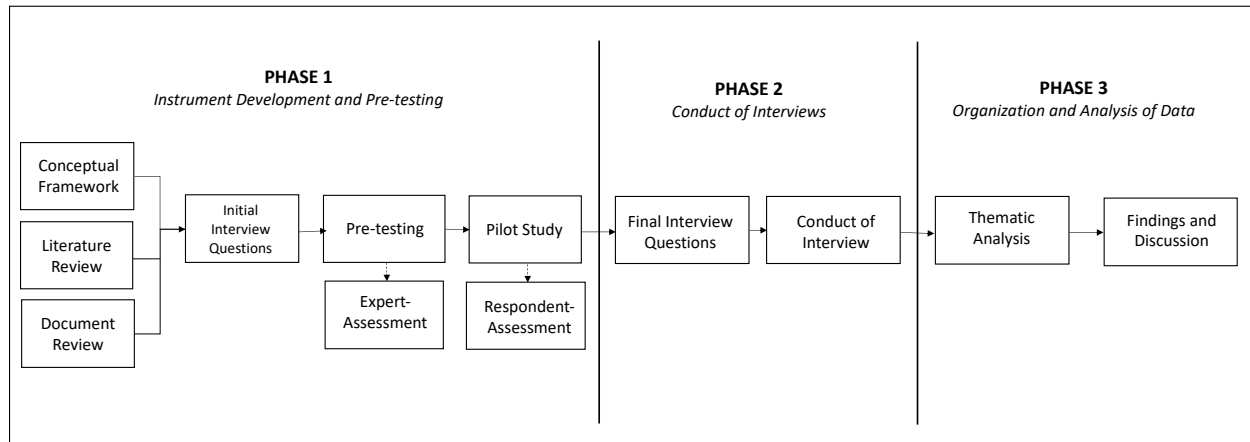 PHASE 1
Instrument Development and Pre-testing
PHASE 2
Conduct of Interviews
PHASE 3
Organization and Analysis of Data
Conceptual
Framework
Literature
Review
Document
Review
Initial
Interview
Questions
Pre-testing
Expert-
Assessment
Pilot Study
Respondent-
Assessment
Final Interview
Questions
Conduct of
Interview
Thematic
Analysis
Findings and
Discussion